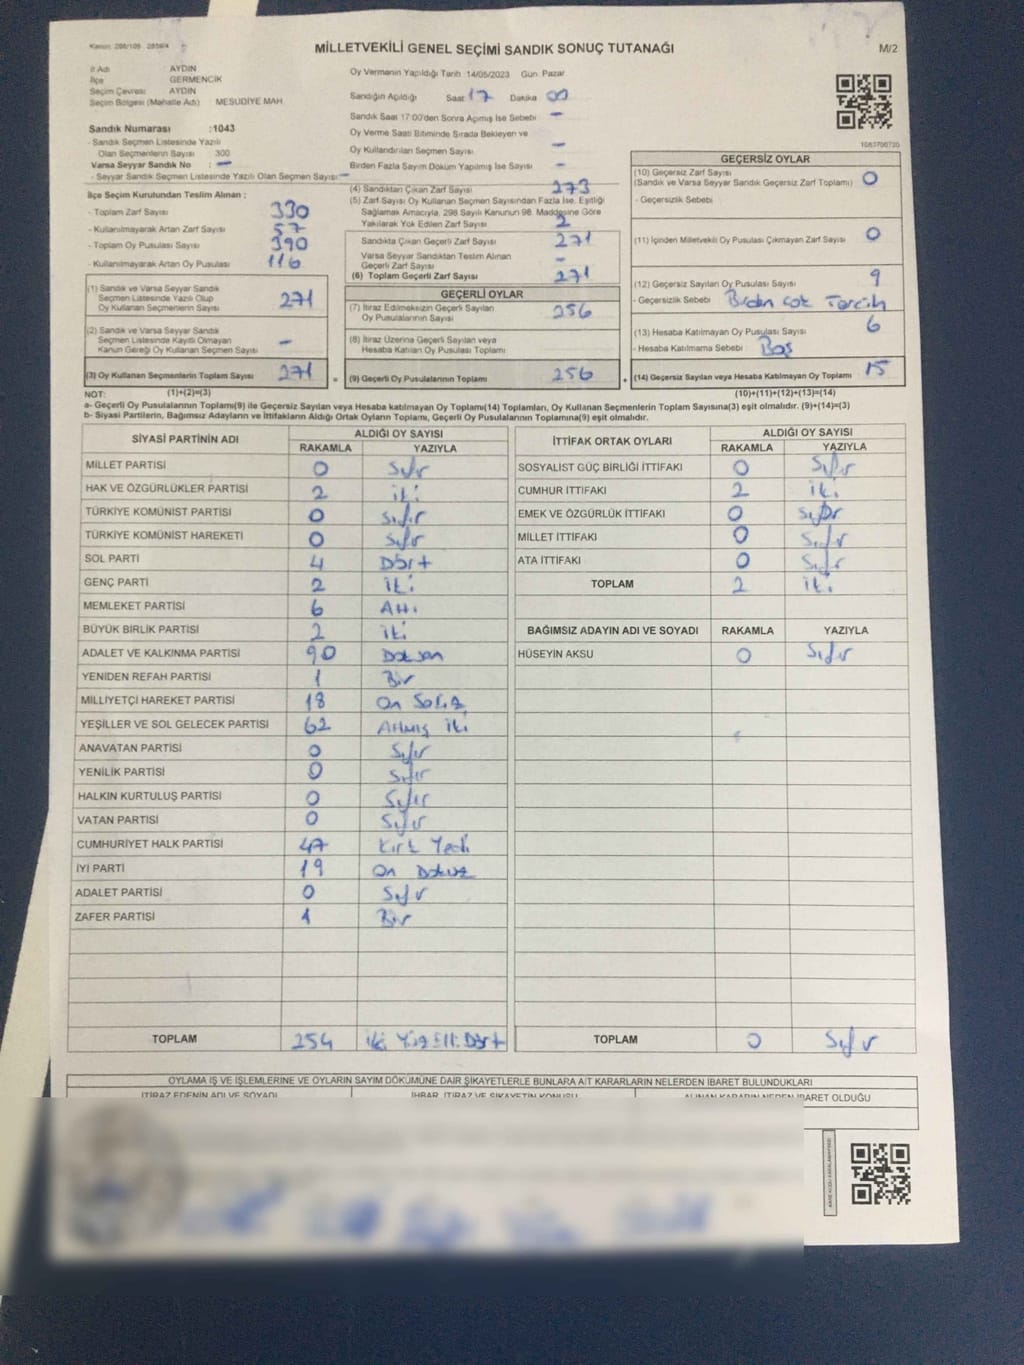 MİLLETVEKİLİ GENEL SEÇİMİ SANDIK SONUÇ TUTANAĞI
M/2
İl Adı : AYDIN
İlçe : GERMENCİK
Seçim Çevresi : AYDIN
Seçim Bölgesi (Mahalle Adı) : MESUDİYE MAH.
Sandık Numarası : 1043
- Sandık Seçmen Listesinde Yazılı
Olan Seçmenlerin Sayısı : 300
Varsa Seyyar Sandık No : -
- Seyyar Sandık Seçmen Listesinde Yazılı Olan Seçmen Sayısı: -
İlçe Seçim Kurulundan Teslim Alınan :
- Toplam Zarf Sayısı 330
- Kullanılmayarak Artan Zarf Sayısı : 57
- Toplam Oy Pusulası Sayısı 390
- Kullanılmayarak Artan Oy Pusulası : 116
(1) Sandık ve Varsa Seyyar Sandık
Seçmen Listesinde Yazılı Olup
Oy Kullanan Seçmenlerin Sayısı 271
(2) Sandık ve Varsa Seyyar Sandık
Seçmen Listesinde Kayıtlı Olmayan
Kanun Gereği Oy Kullanan Seçmen Sayısı -
(3) Oy Kullanan Seçmenlerin Toplam Sayısı 271
Oy Vermenin Yapıldığı Tarih 14/05/2023 Gün Pazar
Sandığın Açıldığı Saat 17 Dakika 00
Sandık Saat 17:00'den Sonra Açılmış İse Sebebi -
Oy Verme Saati Bitiminde Sırada Bekleyen ve
Oy Kullandırılan Seçmen Sayısı -
Birden Fazla Sayım Döküm Yapılmış İse Sayısı -
(4) Sandıktan Çıkan Zarf Sayısı 273
(5) Zarf Sayısı Oy Kullanan Seçmen Sayısından Fazla İse, Eşitliği
Sağlamak Amacıyla, 298 Sayılı Kanunun 98. Maddesine Göre
Yakılarak Yok Edilen Zarf Sayısı 2
Sandıkta Çıkan Geçerli Zarf Sayısı 271
Varsa Seyyar Sandıktan Teslim Alınan
Geçerli Zarf Sayısı -
(6) Toplam Geçerli Zarf Sayısı 271
GEÇERLİ OYLAR
(7) İtiraz Edilmeksizin Geçerli Sayılan
Oy Pusulalarının Sayısı 256
(8) İtiraz Üzerine Geçerli Sayılan veya
Hesaba Katılan Oy Pusulası Toplamı
= (9) Geçerli Oy Pusulalarının Toplamı 256
GEÇERSİZ OYLAR
(10) Geçersiz Zarf Sayısı
(Sandık ve Varsa Seyyar Sandık Geçersiz Zarf Toplamı) 0
- Geçersizlik Sebebi
(11) İçinden Milletvekili Oy Pusulası Çıkmayan Zarf Sayısı 0
(12) Geçersiz Sayılan Oy Pusulası Sayısı 9
- Geçersizlik Sebebi Birden Çok Tercih
(13) Hesaba Katılmayan Oy Pusulası Sayısı 6
- Hesaba Katılmama Sebebi : Boş
+ (14) Geçersiz Sayılan veya Hesaba Katılmayan Oy Toplamı 15
NOT: (1)+(2)=(3) (10)+(11)+(12)+(13)=(14)
a- Geçerli Oy Pusulalarının Toplamı(9) ile Geçersiz Sayılan veya Hesaba katılmayan Oy Toplamı(14) Toplamları, Oy Kullanan Seçmenlerin Toplam Sayısına(3) eşit olmalıdır. (9)+(14)=(3)
b- Siyasi Partilerin, Bağımsız Adayların ve İttifakların Aldığı Ortak Oyların Toplamı, Geçerli Oy Pusulalarının Toplamına(9) eşit olmalıdır.
SİYASİ PARTİNİN ADI ALDIĞI OY SAYISI
RAKAMLA YAZIYLA
MİLLET PARTİSİ 0 Sıfır
HAK VE ÖZGÜRLÜKLER PARTİSİ 2 iki
TÜRKİYE KOMÜNİST PARTİSİ 0 Sıfır
TÜRKİYE KOMÜNİST HAREKETİ 0 Sıfır
SOL PARTİ 4 Dört
GENÇ PARTİ 2 iki
MEMLEKET PARTİSİ 6 Altı
BÜYÜK BİRLİK PARTİSİ 2 iki
ADALET VE KALKINMA PARTİSİ 90 Doksan
YENİDEN REFAH PARTİSİ 1 Bir
MİLLİYETÇİ HAREKET PARTİSİ 18 On Sekiz
YEŞİLLER VE SOL GELECEK PARTİSİ 62 Altmış iki
ANAVATAN PARTİSİ 0 Sıfır
YENİLİK PARTİSİ 0 Sıfır
HALKIN KURTULUŞ PARTİSİ 0 Sıfır
VATAN PARTİSİ 0 Sıfır
CUMHURİYET HALK PARTİSİ 47 Kırk Yedi
İYİ PARTİ 19 On Dokuz
ADALET PARTİSİ 0 Sıfır
ZAFER PARTİSİ 1 Bir
TOPLAM 254 iki Yüz Elli Dört
İTTİFAK ORTAK OYLARI ALDIĞI OY SAYISI
RAKAMLA YAZIYLA
SOSYALİST GÜÇ BİRLİĞİ İTTİFAKI 0 Sıfır
CUMHUR İTTİFAKI 2 iki
EMEK VE ÖZGÜRLÜK İTTİFAKI 0 Sıfır
MİLLET İTTİFAKI 0 Sıfır
ATA İTTİFAKI 0 Sıfır
TOPLAM 2 iki
BAĞIMSIZ ADAYIN ADI VE SOYADI RAKAMLA YAZIYLA
HÜSEYİN AKSU 0 Sıfır
TOPLAM 0 Sıfır
OYLAMA İŞ VE İŞLEMLERİNE VE OYLARIN SAYIM DÖKÜMÜNE DAİR ŞİKAYETLERLE BUNLARA AİT KARARLARIN NELERDEN İBARET BULUNDUKLARI
İTİRAZ EDENİN ADI VE SOYADI İHBAR, İTİRAZ VE ŞİKAYETİN KONUSU ALINAN KARARIN NEDEN İBARET OLDUĞU